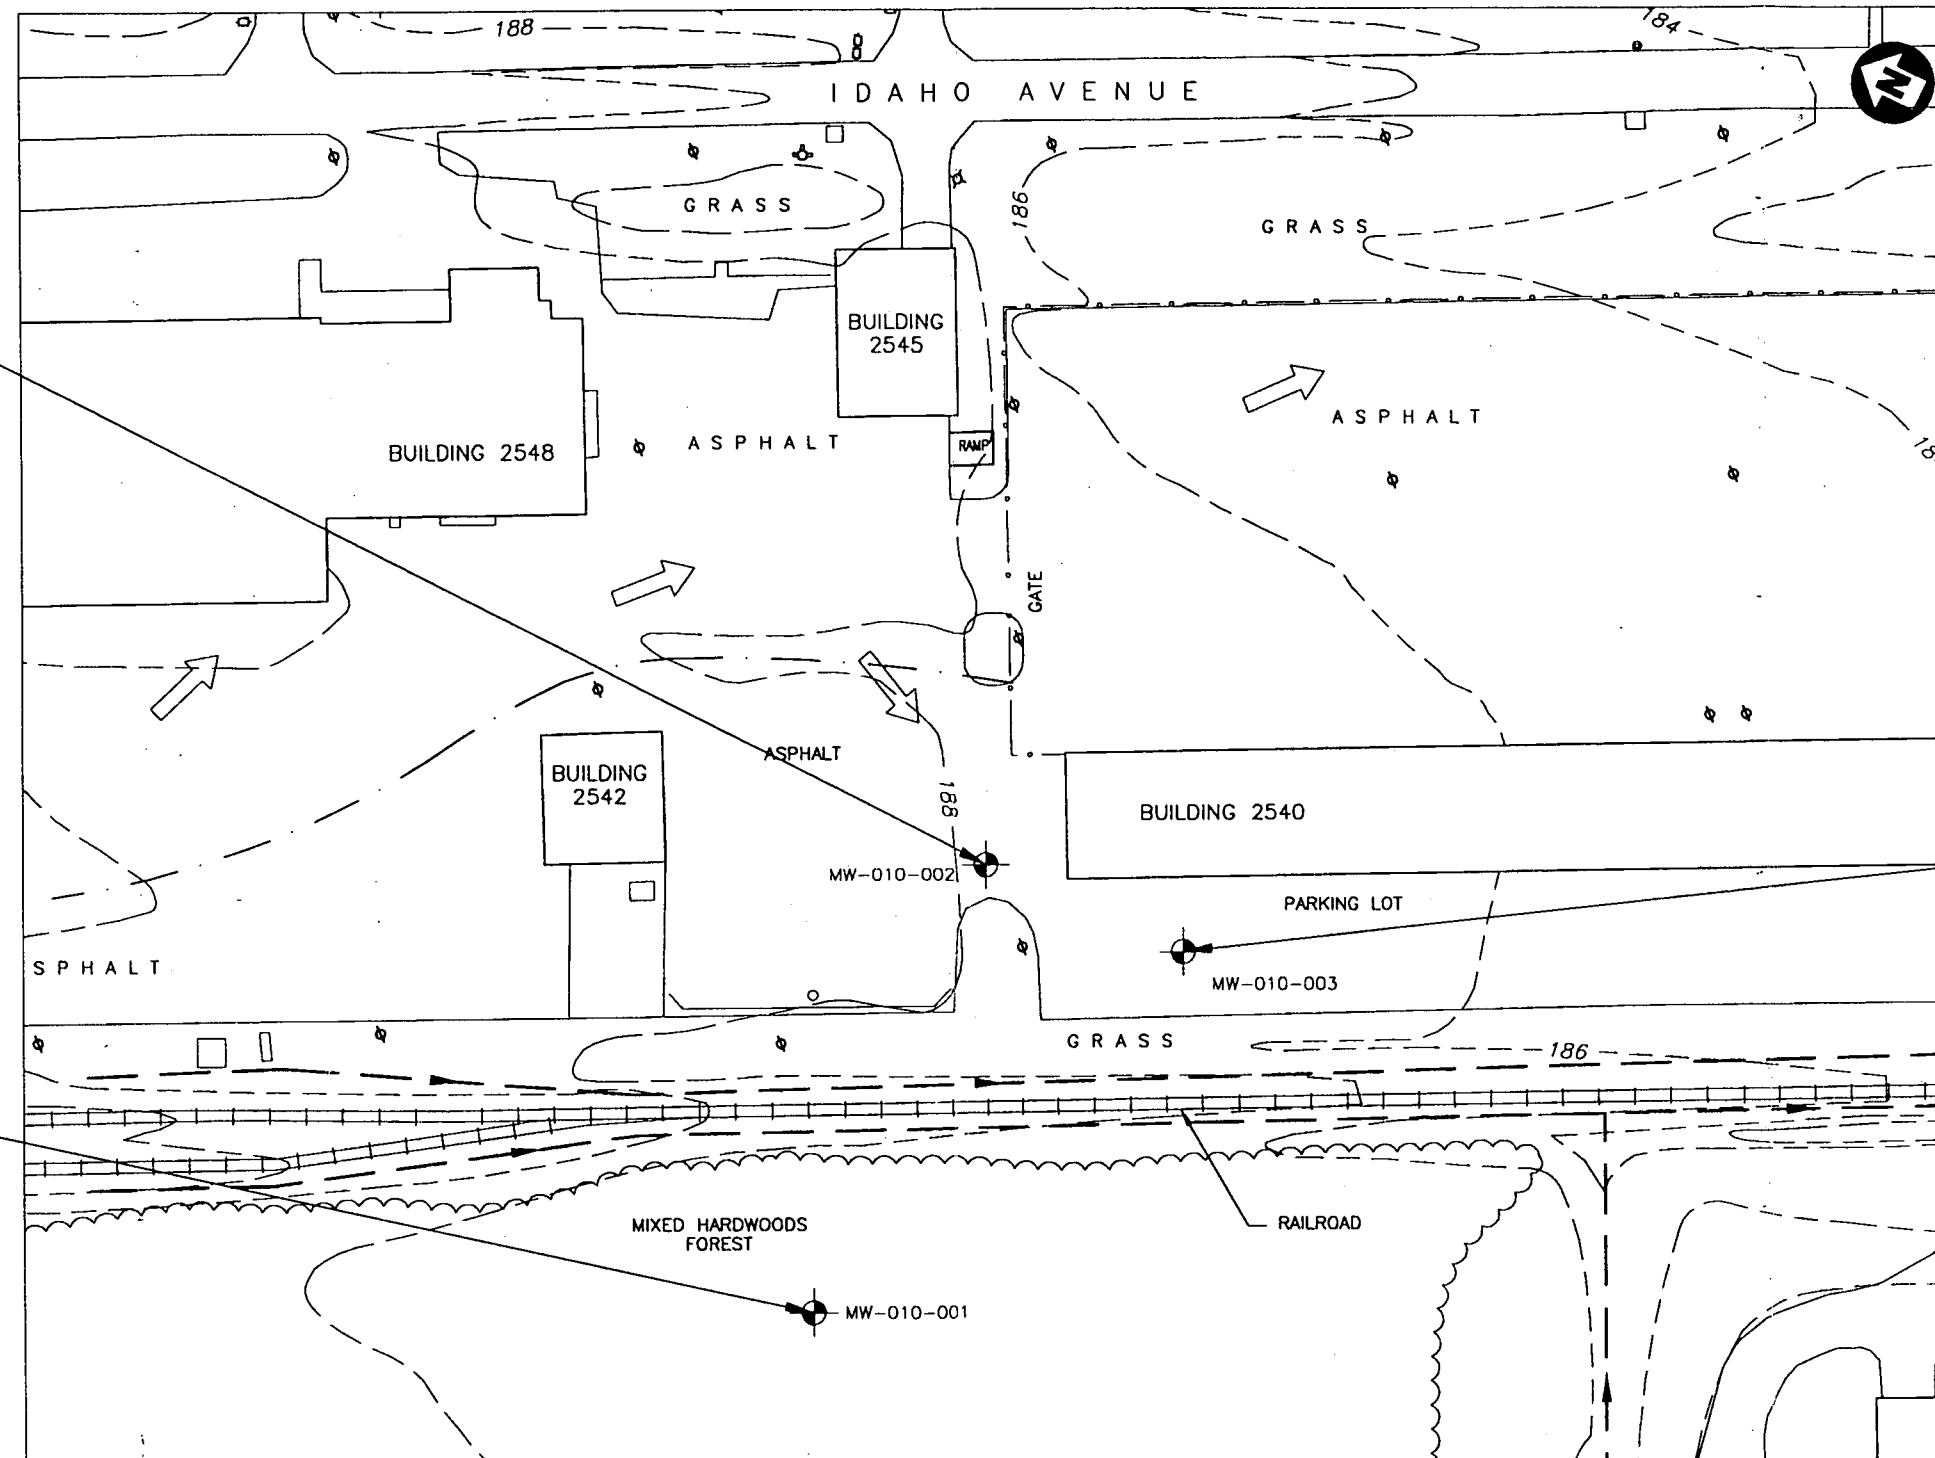 188
184
IDAHO AVENUE
N
GRASS
186
GRASS
BUILDING
2545
ASPHALT
BUILDING 2548
ASPHALT
RAMP
GATE
ASPHALT
BUILDING
2542
188
BUILDING 2540
MW-010-002
PARKING LOT
SPHALT
MW-010-003
GRASS
186
MIXED HARDWOODS
FOREST
RAILROAD
MW-010-001